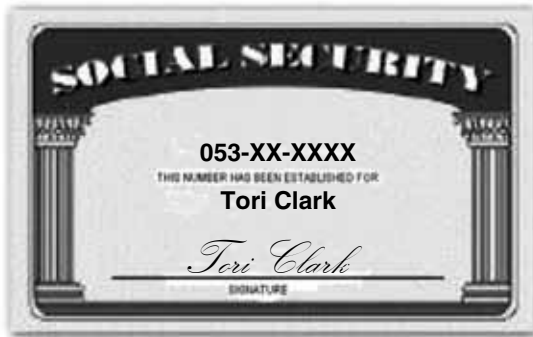 SOCIAL SECURITY
053-XX-XXXX
THIS NUMBER HAS BEEN ESTABLISHED FOR
Tori Clark
Tori Clark
SIGNATURE